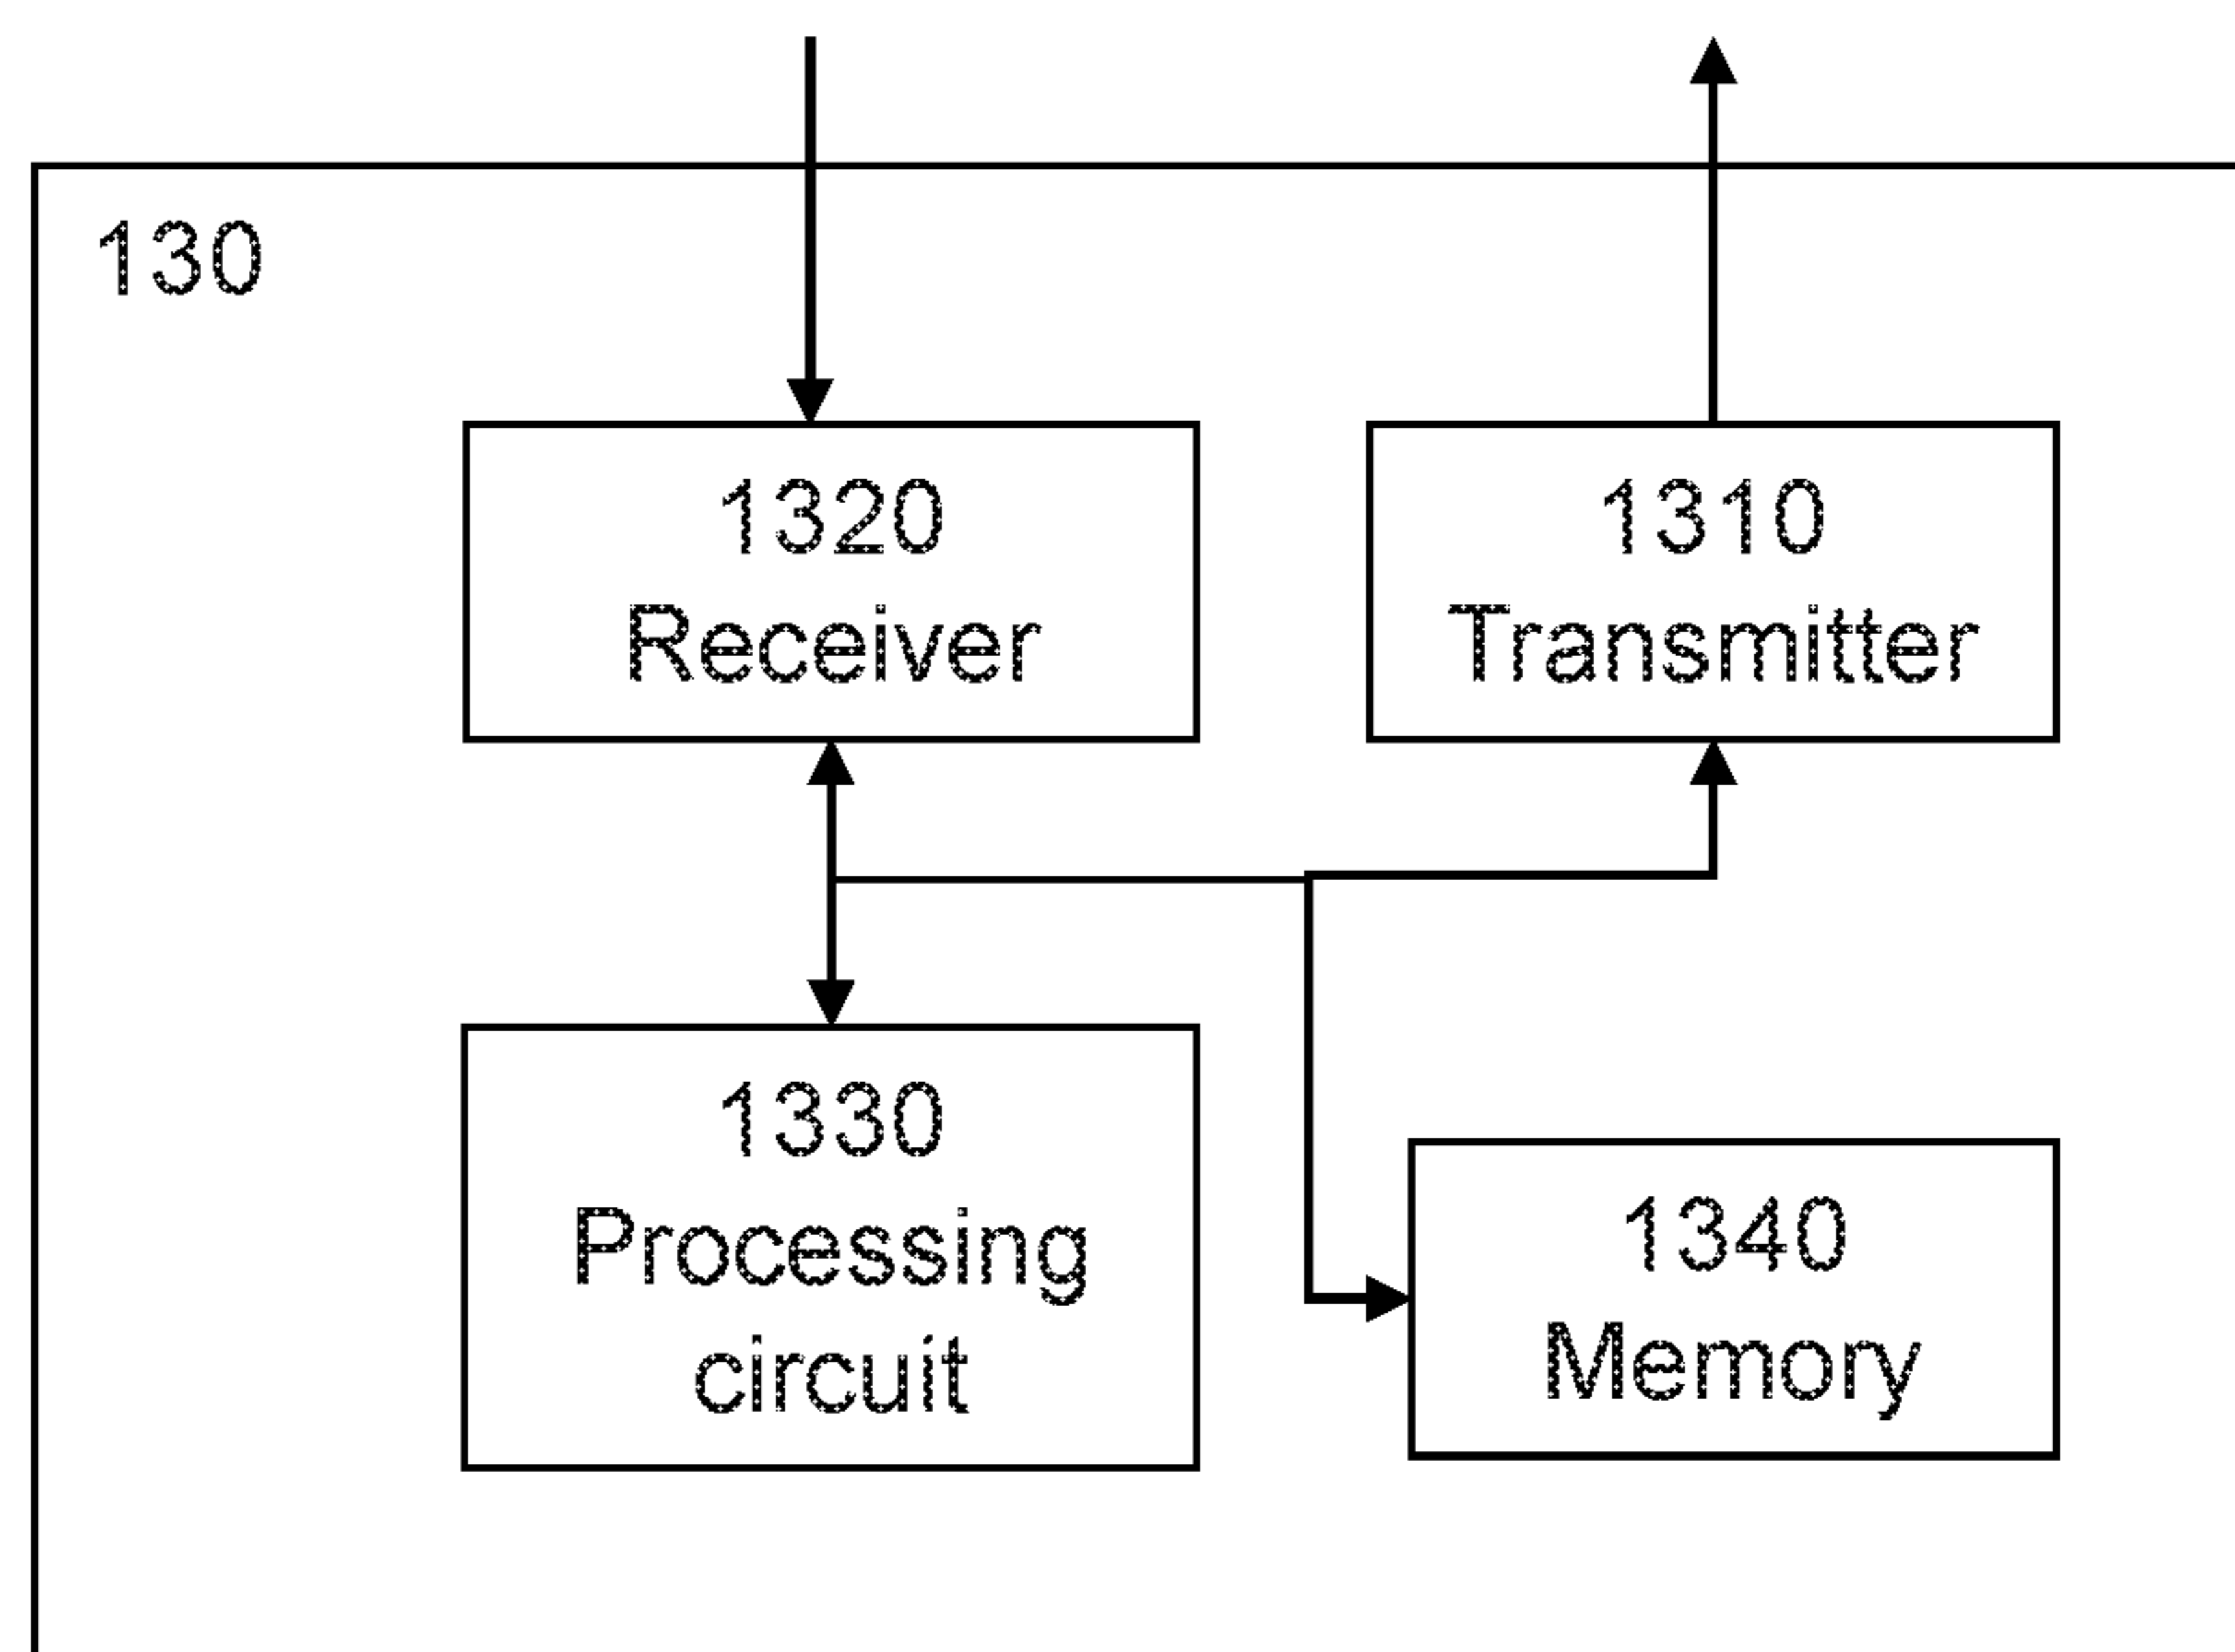 130
1320
Receiver
1310
Transmitter
1330
Processing
circuit
1340
Memory